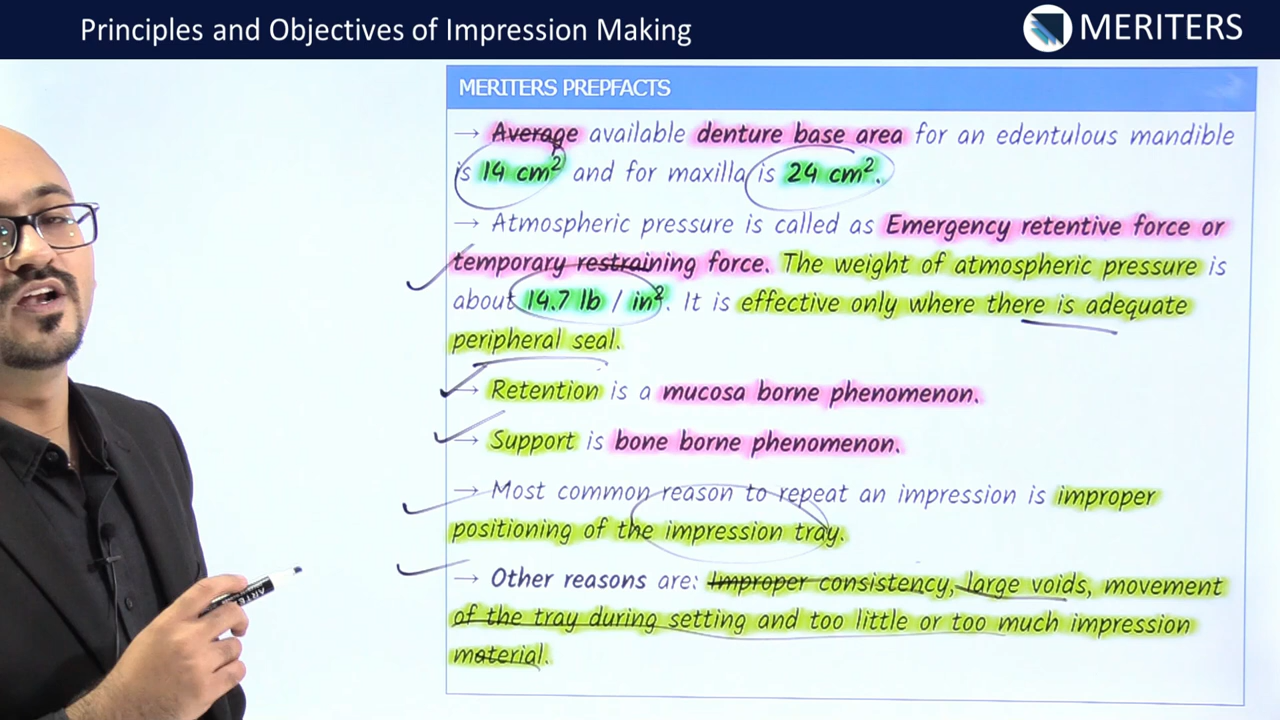 Principles and Objectives of Impression Making
MERITERS
MERITERS PREPFACTS
→ Average available denture base area for an edentulous mandible
is 14 cm² and for maxilla is 24 cm².
→ Atmospheric pressure is called as Emergency retentive force or
temporary restraining force. The weight of atmospheric pressure is
about 14.7 lb / in². It is effective only where there is adequate
peripheral seal.
→ Retention is a mucosa borne phenomenon.
→ Support is bone borne phenomenon.
→ Most common reason to repeat an impression is improper
positioning of the impression tray.
→ Other reasons are: Improper consistency, large voids, movement
of the tray during setting and too little or too much impression
material.
ARTE